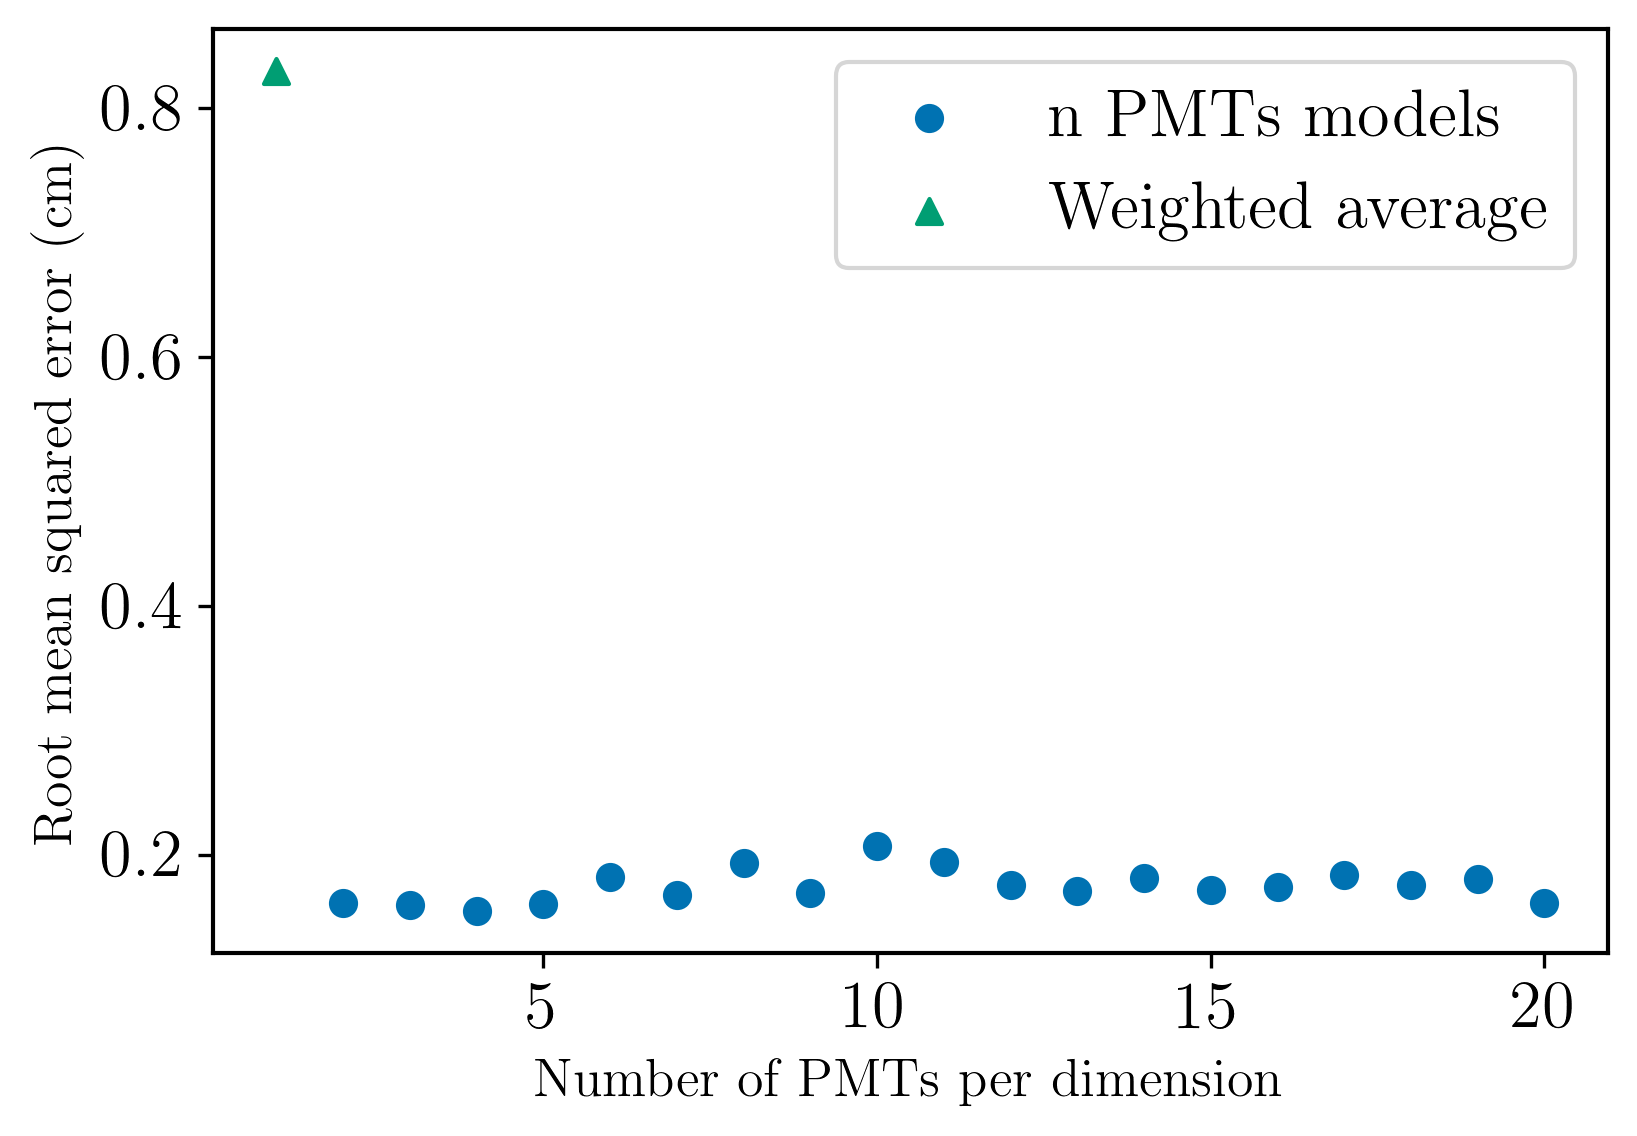 n PMTs models
Weighted average
Root mean squared error (cm)
0.8
0.6
0.4
0.2
5
10
15
20
Number of PMTs per dimension